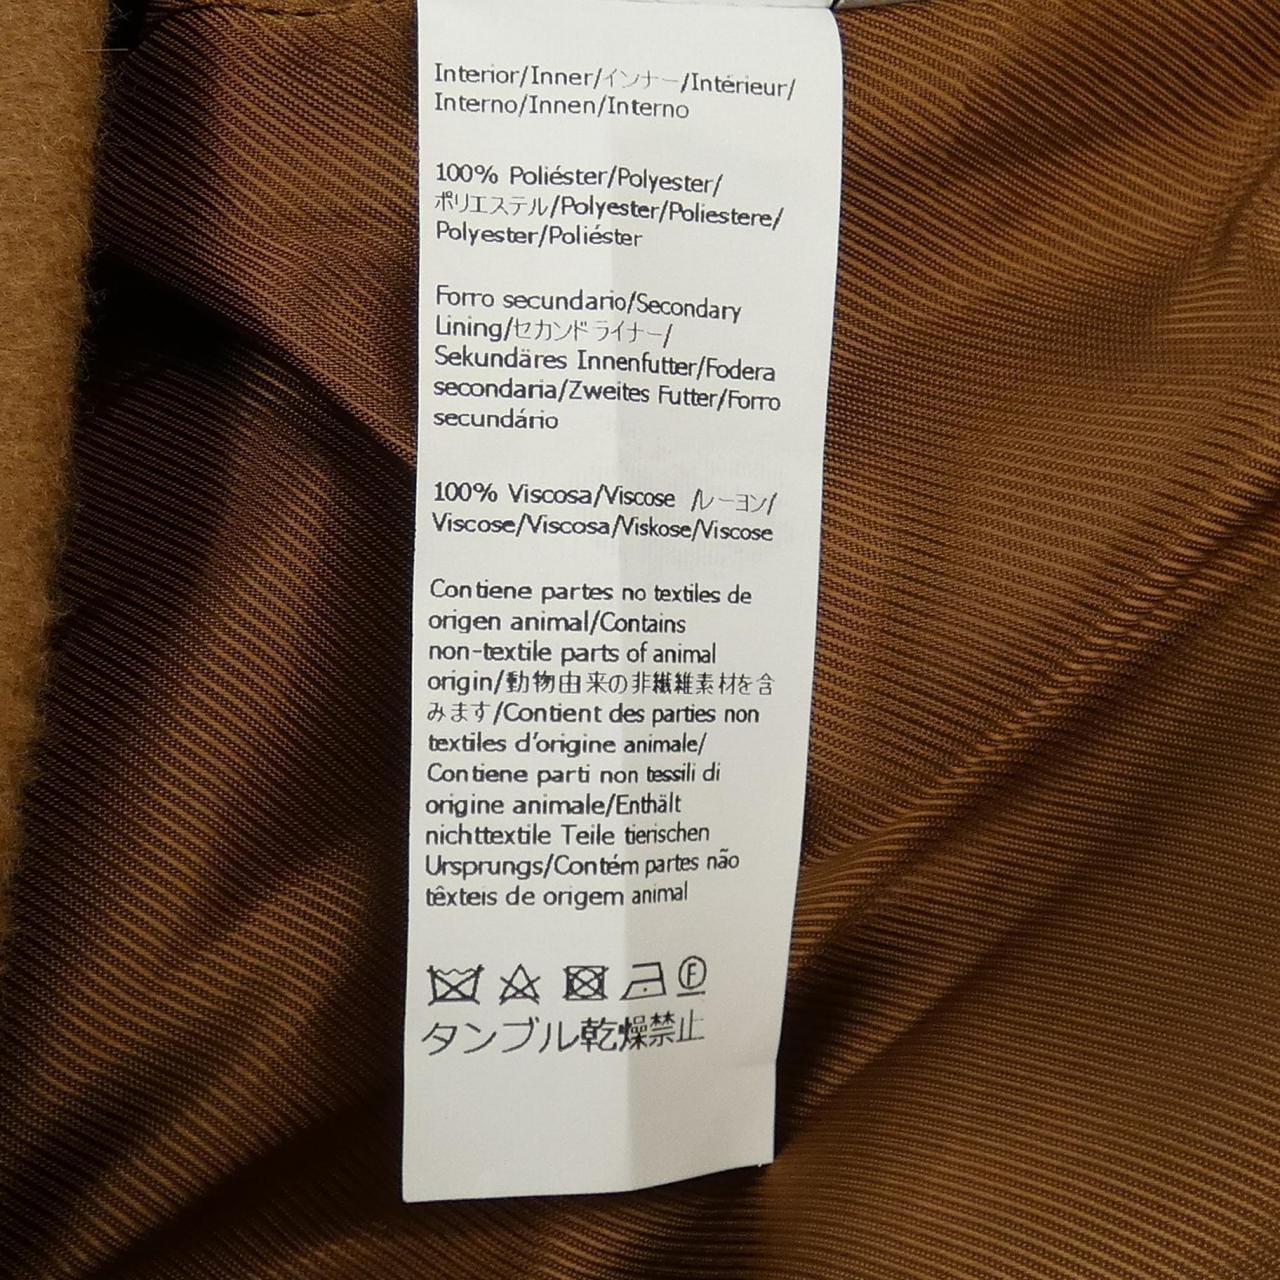 Interior/Inner/インナー/Intérieur/
Interno/Innen/Interno
100% Poliéster/Polyester/
ポリエステル/Polyester/Poliestere/
Polyester/Poliéster
Forro secundario/Secondary
Lining/セカンドライナー/
Sekundäres Innenfutter/Fodera
secondaria/Zweites Futter/Forro
secundário
100% Viscosa/Viscose /レーヨン/
Viscose/Viscosa/Viskose/Viscose
Contiene partes no textiles de
origen animal/Contains
non-textile parts of animal
origin/動物由来の非繊維素材を含
みます/Contient des parties non
textiles d'origine animale/
Contiene parti non tessili di
origine animale/Enthält
nichttextile Teile tierischen
Ursprungs/Contém partes não
têxteis de origem animal
F
タンブル乾燥禁止